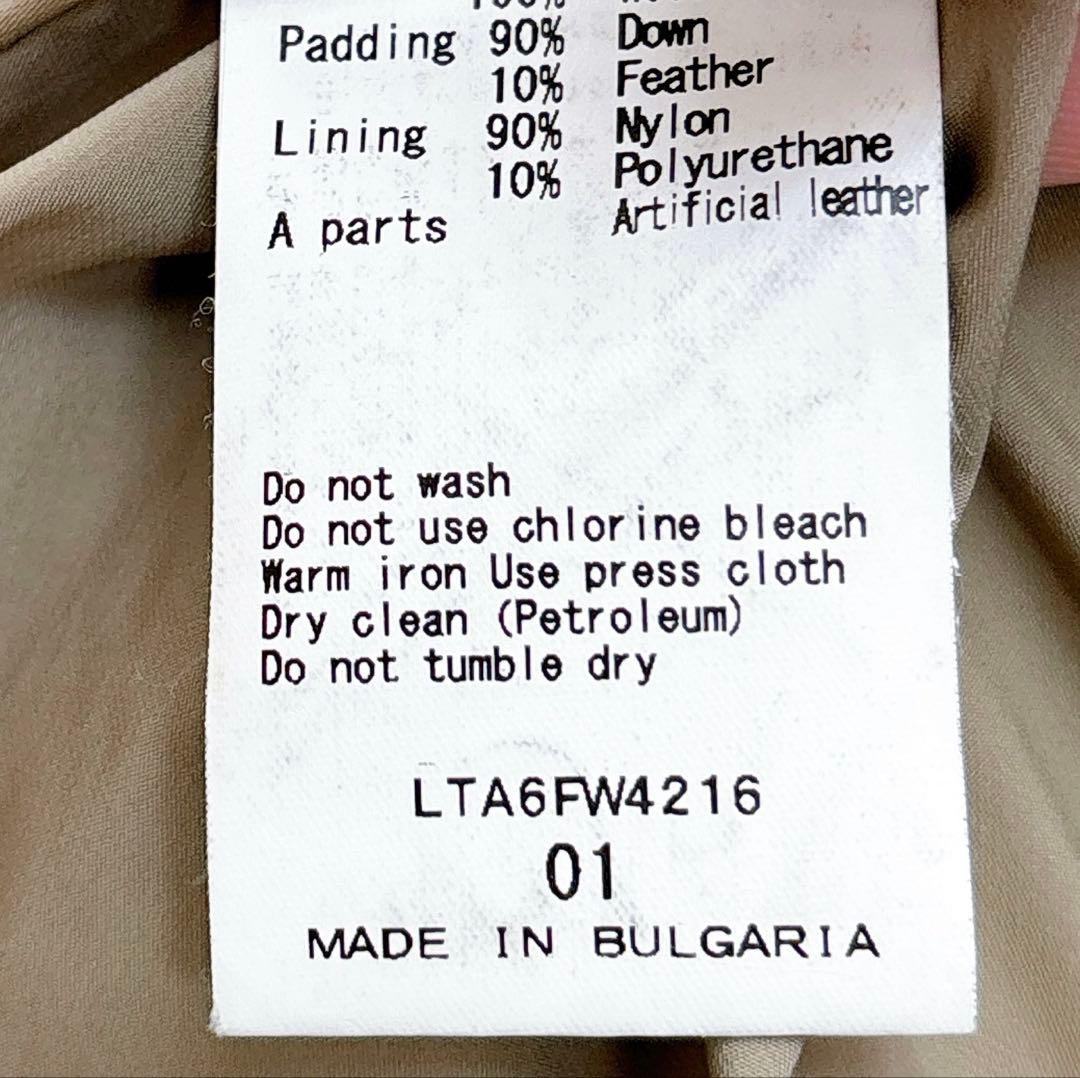 Padding 90% Down
10% Feather
Lining 90% Nylon
10% Polyurethane
A parts Artificial leather
Do not wash
Do not use chlorine bleach
Warm iron Use press cloth
Dry clean (Petroleum)
Do not tumble dry
LTA6FW4216
01
MADE IN BULGARIA